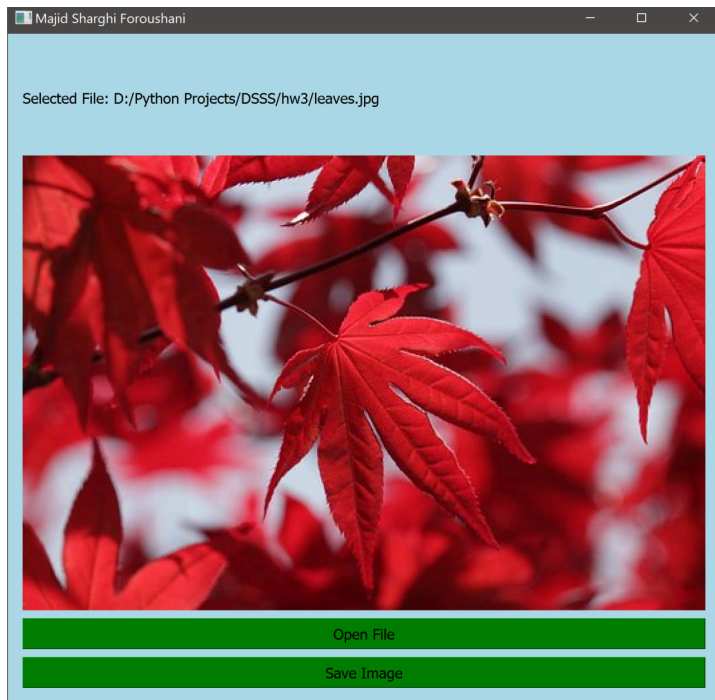 Majid Sharghi Foroushani
Selected File: D:/Python Projects/DSSS/hw3/leaves.jpg
Open File
Save Image